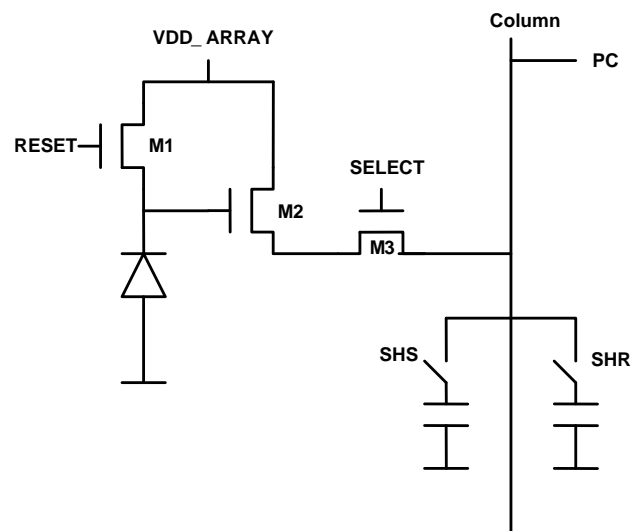 Column
VDD_ ARRAY
PC
RESET
M1
SELECT
M2
M3
SHS
SHR